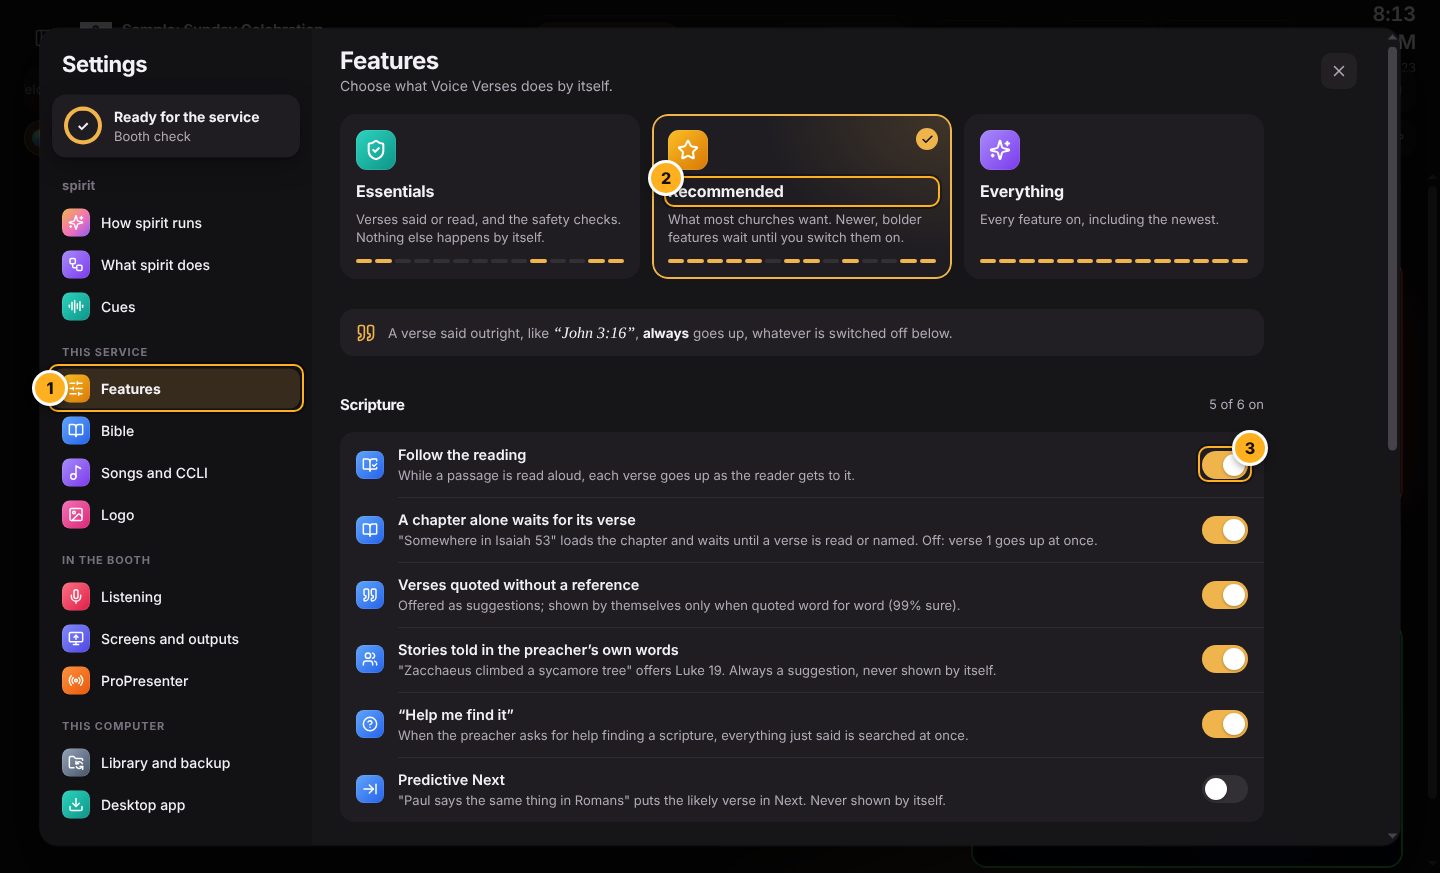 8:13
Settings
Ready for the service
Booth check
spirit
How spirit runs
What spirit does
Cues
THIS SERVICE
1
Features
Bible
Songs and CCLI
Logo
IN THE BOOTH
Listening
Screens and outputs
ProPresenter
THIS COMPUTER
Library and backup
Desktop app
Features
Choose what Voice Verses does by itself.
Essentials
Verses said or read, and the safety checks.
Nothing else happens by itself.
2
Recommended
What most churches want. Newer, bolder
features wait until you switch them on.
Everything
Every feature on, including the newest.
A verse said outright, like “John 3:16”, always goes up, whatever is switched off below.
Scripture
5 of 6 on
3
Follow the reading
While a passage is read aloud, each verse goes up as the reader gets to it.
A chapter alone waits for its verse
"Somewhere in Isaiah 53" loads the chapter and waits until a verse is read or named. Off: verse 1 goes up at once.
Verses quoted without a reference
Offered as suggestions; shown by themselves only when quoted word for word (99% sure).
Stories told in the preacher’s own words
"Zacchaeus climbed a sycamore tree" offers Luke 19. Always a suggestion, never shown by itself.
“Help me find it”
When the preacher asks for help finding a scripture, everything just said is searched at once.
Predictive Next
"Paul says the same thing in Romans" puts the likely verse in Next. Never shown by itself.